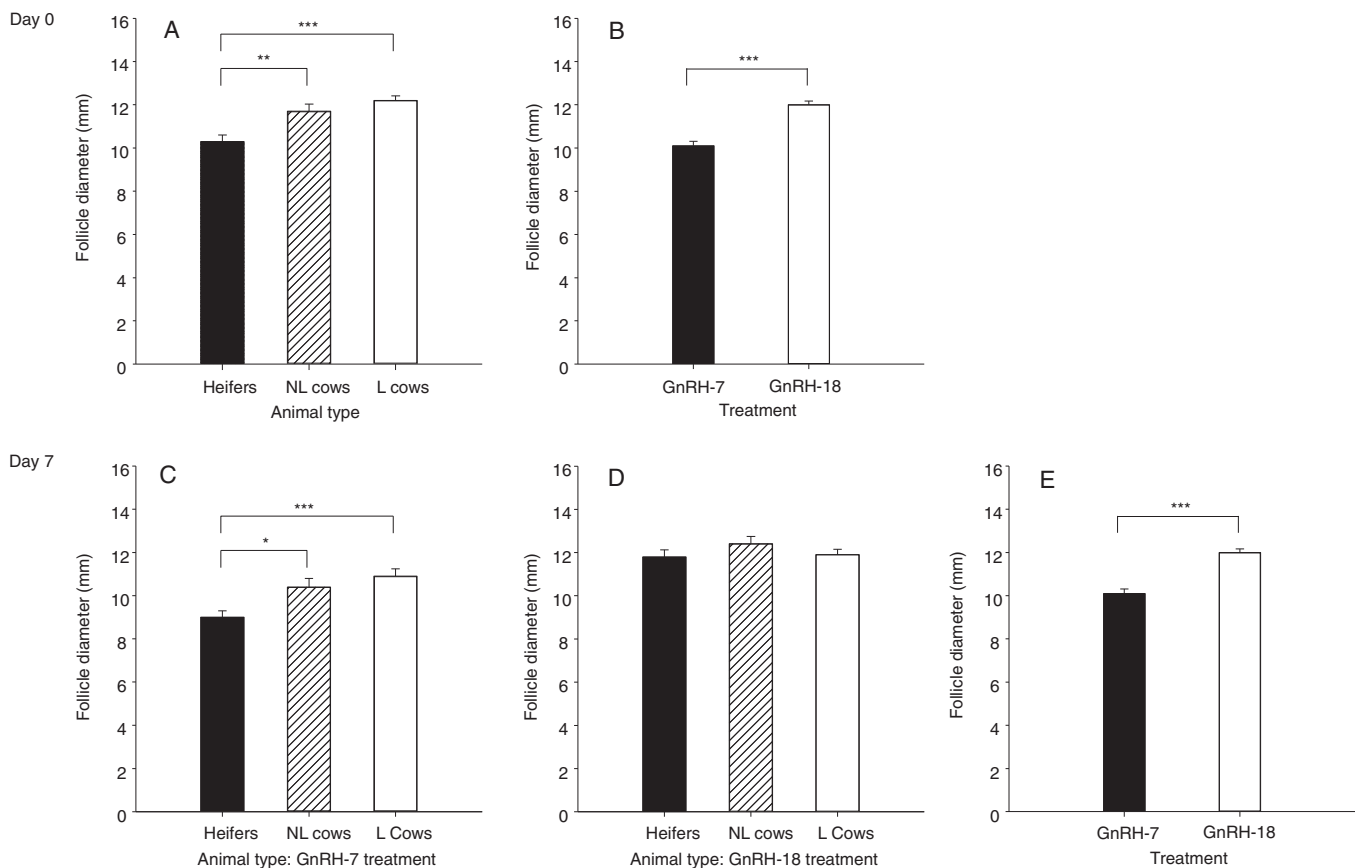 Day 0
A
Follicle diameter (mm)
16
14
12
10
8
6
4
2
0
***
**
Heifers NL cows L cows
Animal type
B
Follicle diameter (mm)
16
14
12
10
8
6
4
2
0
***
GnRH-7 GnRH-18
Treatment
Day 7
C
Follicle diameter (mm)
16
14
12
10
8
6
4
2
0
***
*
Heifers NL cows L Cows
Animal type: GnRH-7 treatment
D
Follicle diameter (mm)
16
14
12
10
8
6
4
2
0
Heifers NL cows L Cows
Animal type: GnRH-18 treatment
E
Follicle diameter (mm)
16
14
12
10
8
6
4
2
0
***
GnRH-7 GnRH-18
Treatment